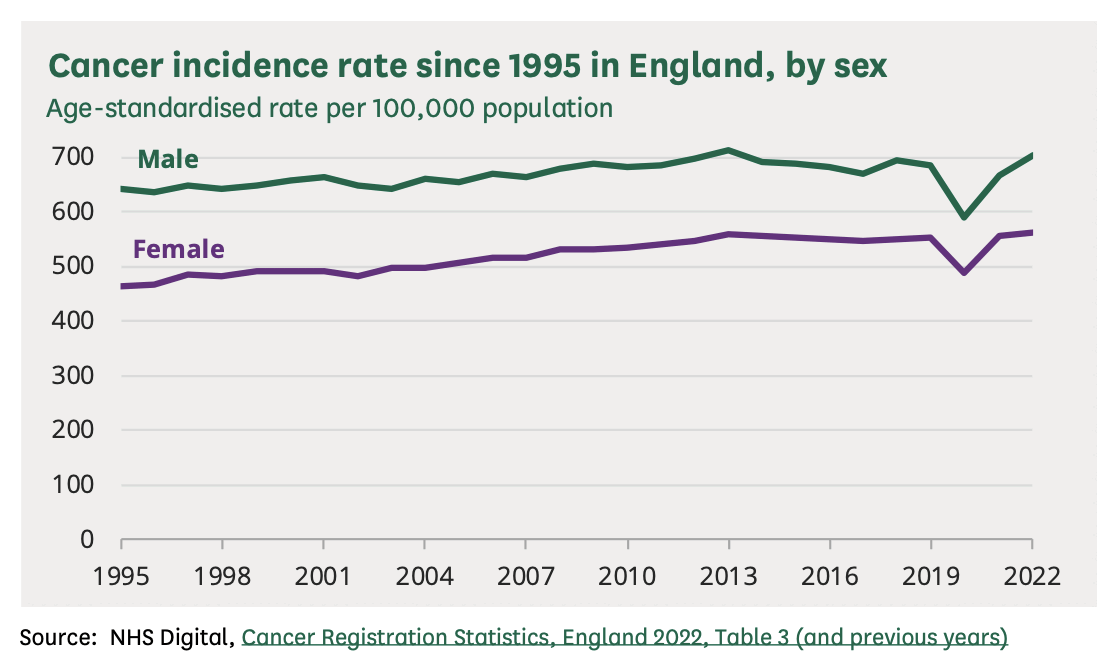 Cancer incidence rate since 1995 in England, by sex
Age-standardised rate per 100,000 population
700
Male
600
Female
500
400
300
200
100
0
1995 1998 2001 2004 2007 2010 2013 2016 2019 2022
Source: NHS Digital, Cancer Registration Statistics, England 2022, Table 3 (and previous years)